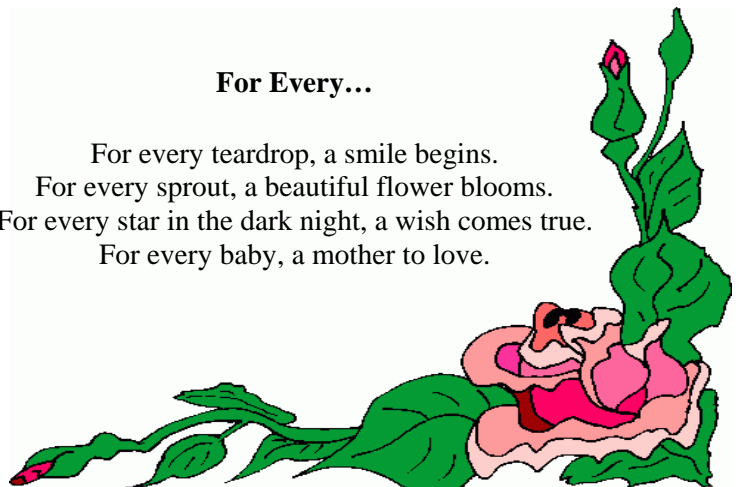 For Every…
For every teardrop, a smile begins.
For every sprout, a beautiful flower blooms.
For every star in the dark night, a wish comes true.
For every baby, a mother to love.